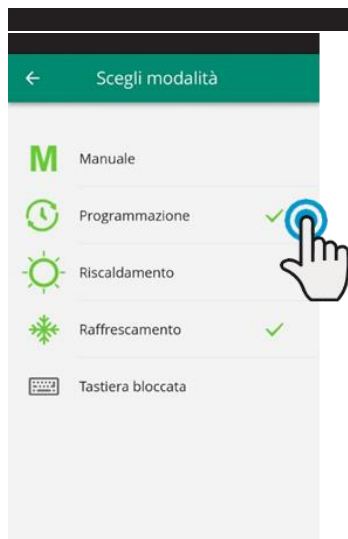 Scegli modalità
M Manuale
Programmazione
Riscaldamento
Raffrescamento
Tastiera bloccata